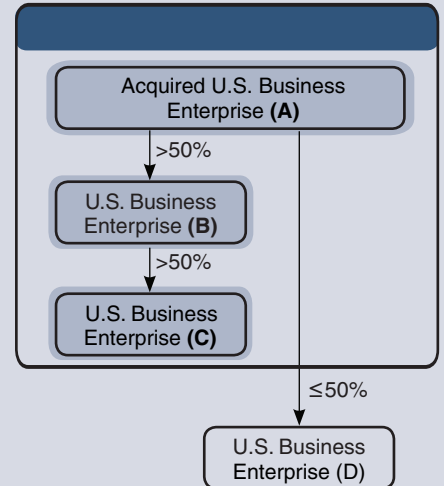 Acquired U.S. Business
Enterprise (A)
>50%
U.S. Business
Enterprise (B)
>50%
U.S. Business
Enterprise (C)
≤50%
U.S. Business
Enterprise (D)